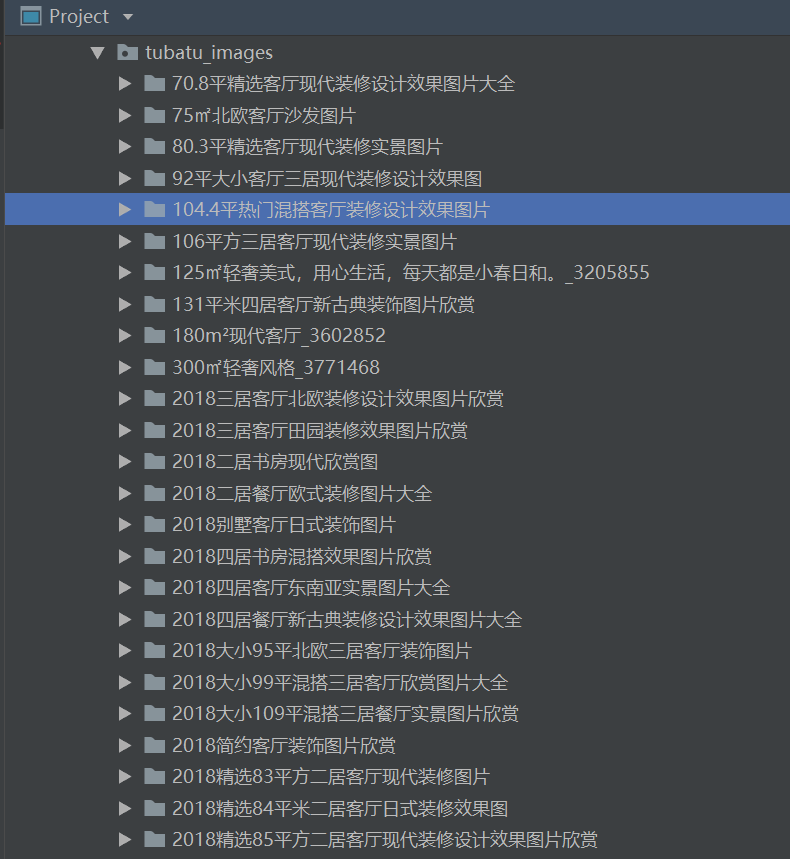 Project
tubatu_images
70.8平精选客厅现代装修设计效果图片大全
75㎡北欧客厅沙发图片
80.3平精选客厅现代装修实景图片
92平大小客厅三居现代装修设计效果图
104.4平热门混搭客厅装修设计效果图片
106平方三居客厅现代装修实景图片
125㎡轻奢美式，用心生活，每天都是小春日和。_3205855
131平米四居客厅新古典装饰图片欣赏
180m²现代客厅_3602852
300㎡轻奢风格_3771468
2018三居客厅北欧装修设计效果图片欣赏
2018三居客厅田园装修效果图片欣赏
2018二居书房现代欣赏图
2018二居餐厅欧式装修图片大全
2018别墅客厅日式装饰图片
2018四居书房混搭效果图片欣赏
2018四居客厅东南亚实景图片大全
2018四居餐厅新古典装修设计效果图片大全
2018大小95平北欧三居客厅装饰图片
2018大小99平混搭三居客厅欣赏图片大全
2018大小109平混搭三居餐厅实景图片欣赏
2018简约客厅装饰图片欣赏
2018精选83平方二居客厅现代装修图片
2018精选84平米二居客厅日式装修效果图
2018精选85平方二居客厅现代装修设计效果图片欣赏